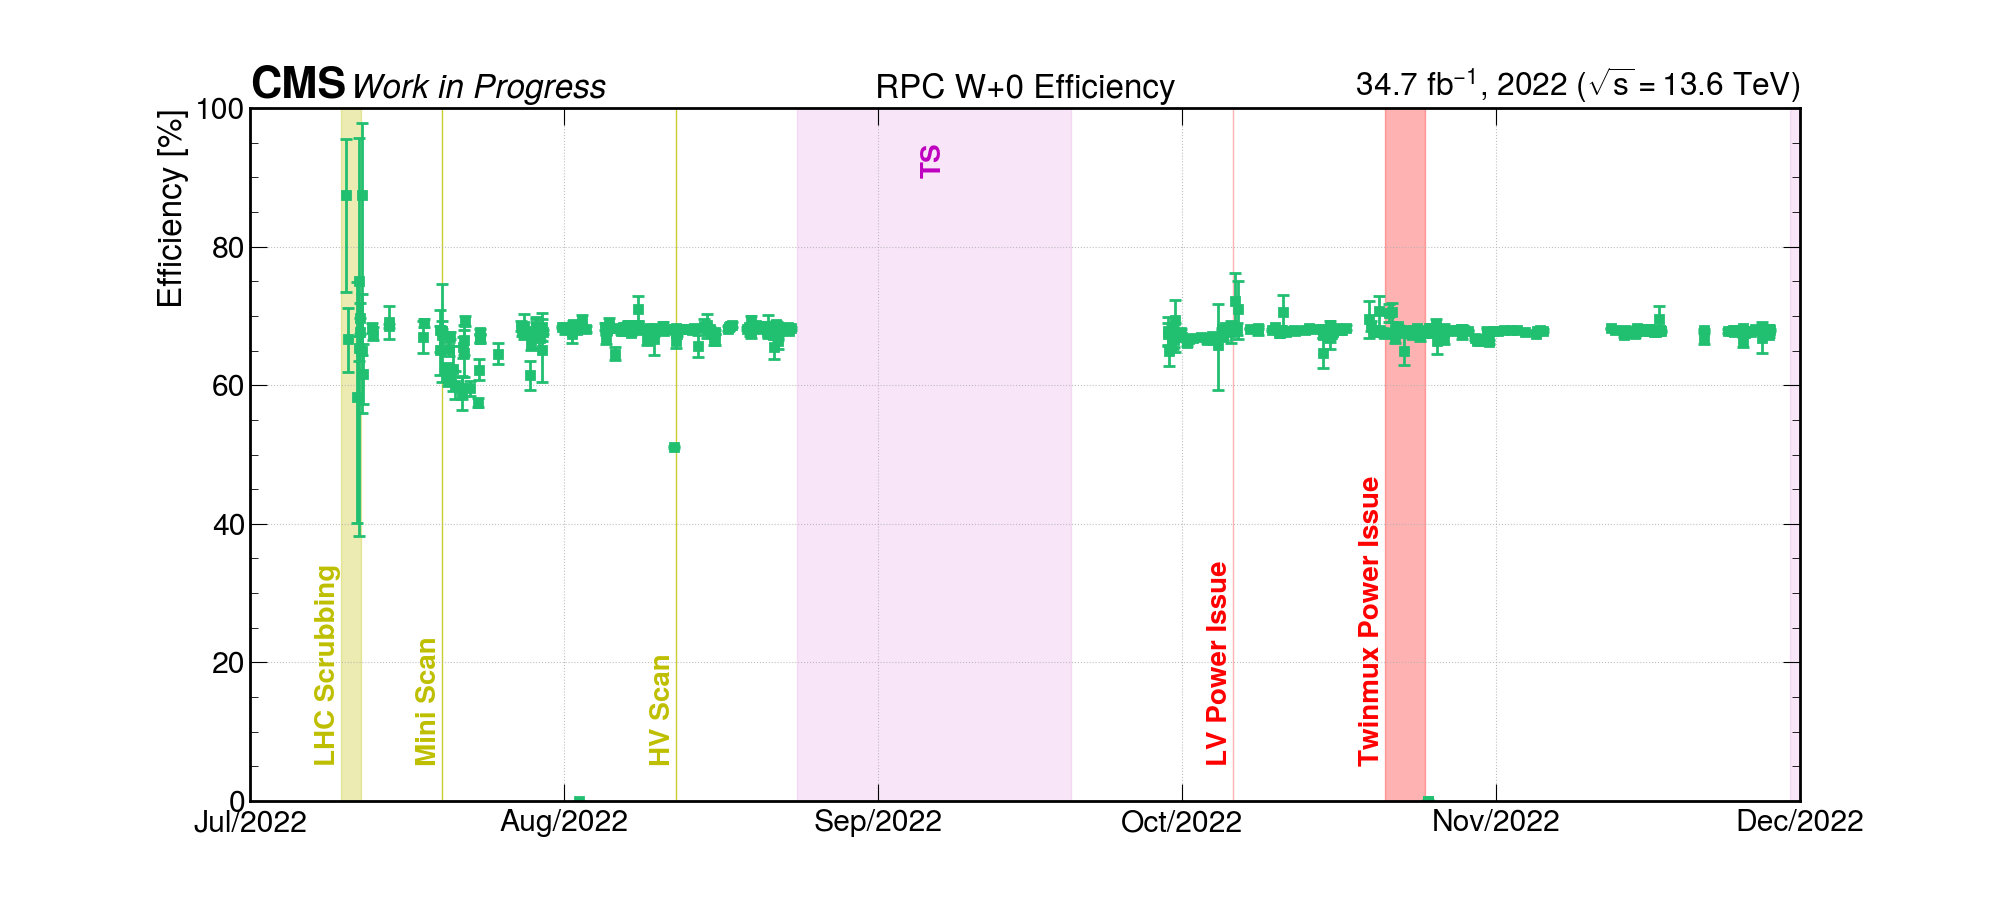 CMS Work in Progress
RPC W+0 Efficiency
34.7 fb⁻¹, 2022 (√s = 13.6 TeV)
Efficiency [%]
100
80
60
40
20
0
TS
LHC Scrubbing
Mini Scan
HV Scan
LV Power Issue
Twinmux Power Issue
Jul/2022
Aug/2022
Sep/2022
Oct/2022
Nov/2022
Dec/2022